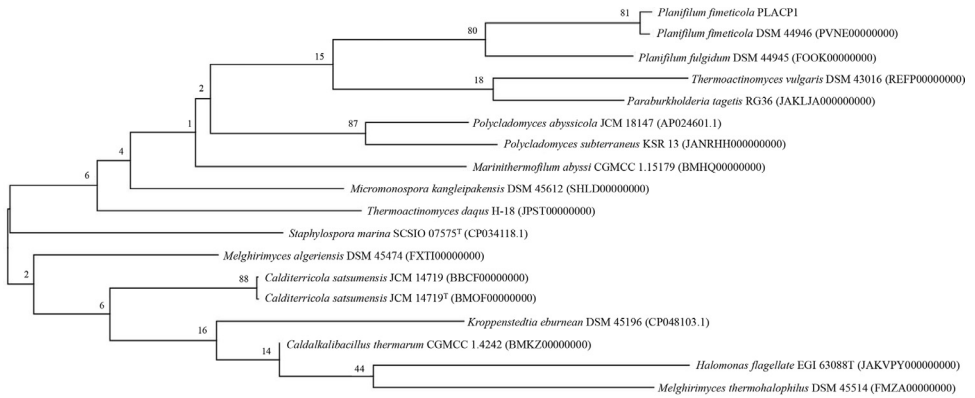 81 Planifilum fimeticola PLACP1
80 Planifilum fimeticola DSM 44946 (PVNE00000000)
15 Planifilum fulgidum DSM 44945 (FOOK00000000)
18 Thermoactinomyces vulgaris DSM 43016 (REFP00000000)
2 Paraburkholderia tagetis RG36 (JAKLJA000000000)
87 Polycladomyces abyssicola JCM 18147 (AP024601.1)
1 Polycladomyces subterraneus KSR 13 (JANRHH000000000)
4 Marinithermofilum abyssi CGMCC 1.15179 (BMHQ00000000)
6 Micromonospora kangleipakensis DSM 45612 (SHLD00000000)
Thermoactinomyces daqus H-18 (JPST00000000)
Staphylospora marina SCSIO 07575ᵀ (CP034118.1)
Melghirimyces algeriensis DSM 45474 (FXTI00000000)
2 88 Calditerricola satsumensis JCM 14719 (BBCF00000000)
Calditerricola satsumensis JCM 14719ᵀ (BMOF00000000)
6 Kroppenstedtia eburnean DSM 45196 (CP048103.1)
16 Caldalkalibacillus thermarum CGMCC 1.4242 (BMKZ00000000)
14 Halomonas flagellate EGI 63088T (JAKVPY000000000)
44 Melghirimyces thermohalophilus DSM 45514 (FMZA00000000)